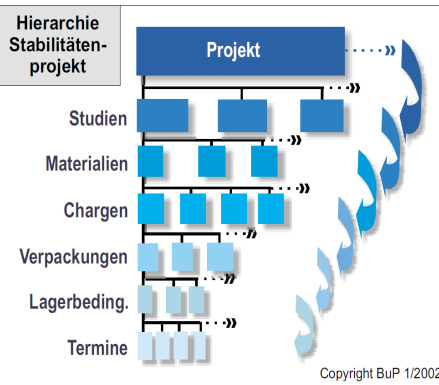 Hierarchie
Stabilitäten-
projekt
Projekt
Studien
Materialien
Chargen
Verpackungen
Lagerbeding.
Termine
Copyright BuP 1/2002